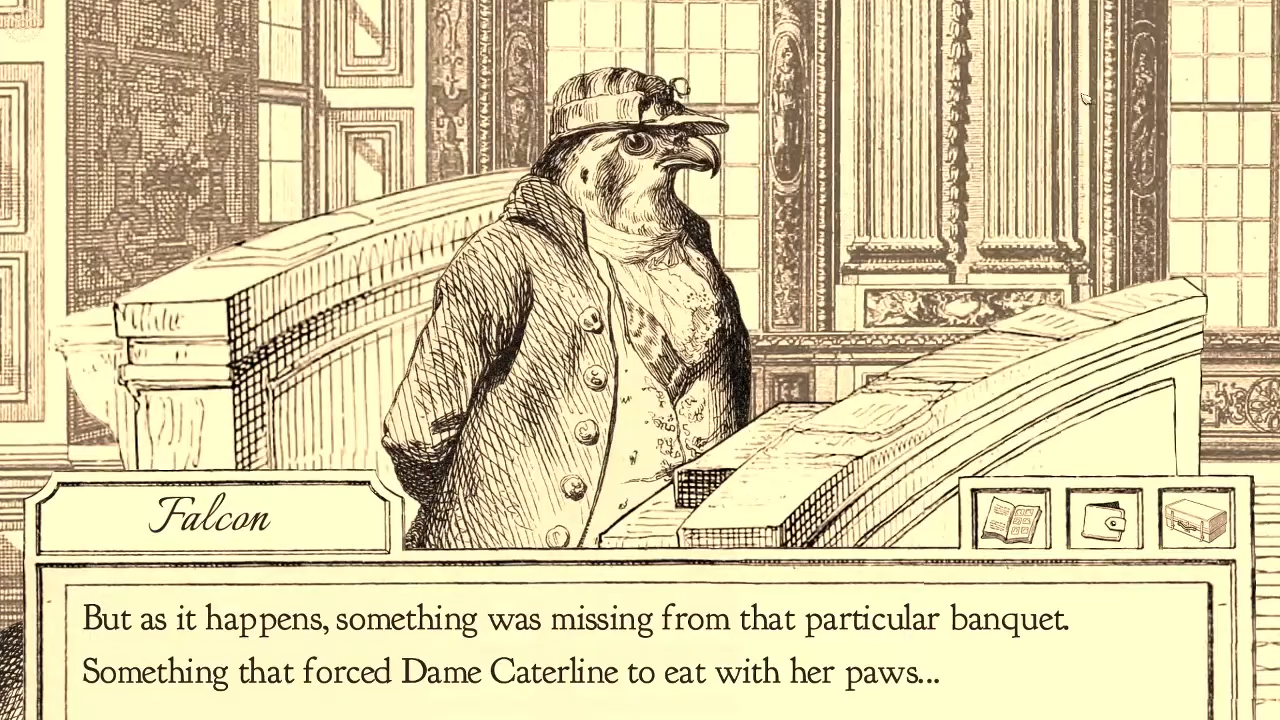 Falcon
But as it happens, something was missing from that particular banquet.
Something that forced Dame Caterline to eat with her paws...